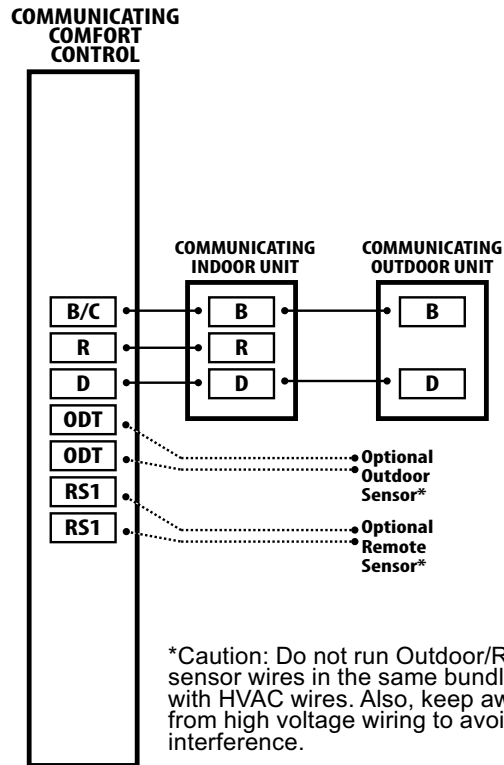 COMMUNICATING
COMFORT
CONTROL
COMMUNICATING
INDOOR UNIT
COMMUNICATING
OUTDOOR UNIT
B/C
B
B
R
R
D
D
D
ODT
ODT
Optional
Outdoor
Sensor*
RS1
RS1
Optional
Remote
Sensor*
*Caution: Do not run Outdoor/R
sensor wires in the same bundl
with HVAC wires. Also, keep aw
from high voltage wiring to avoi
interference.